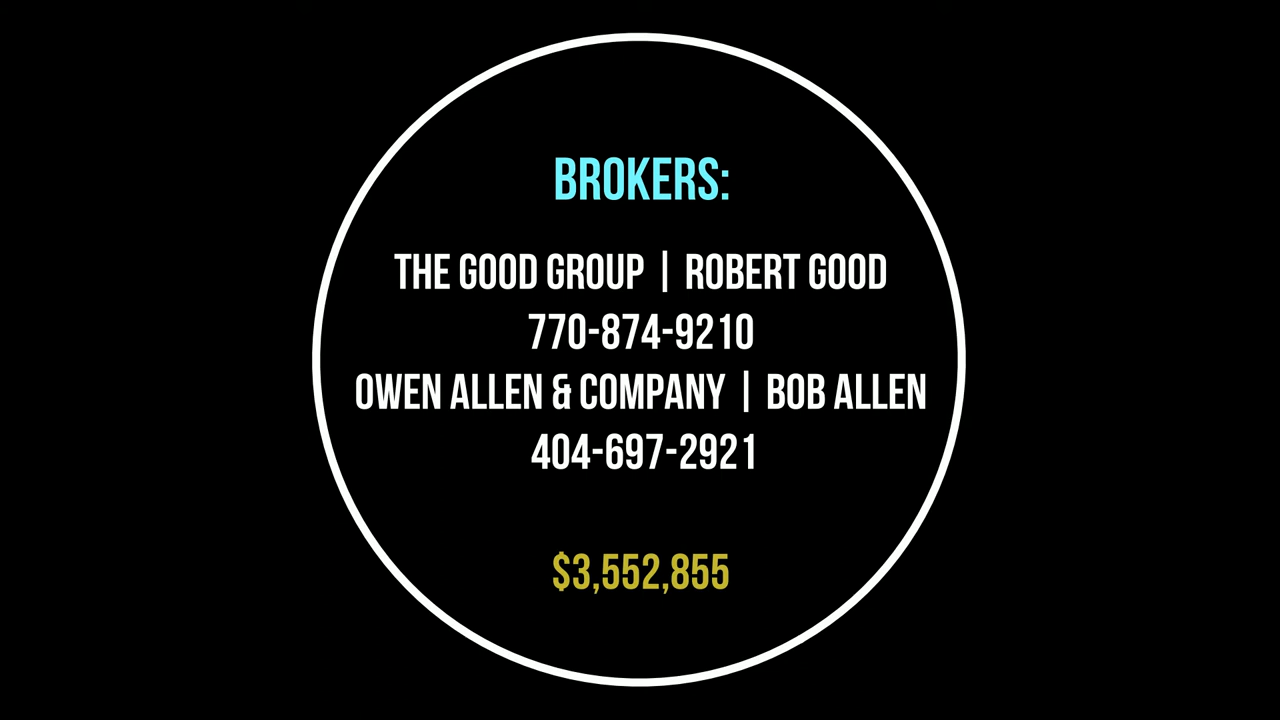 BROKERS:
THE GOOD GROUP | ROBERT GOOD
770-874-9210
OWEN ALLEN & COMPANY | BOB ALLEN
404-697-2921
$3,552,855